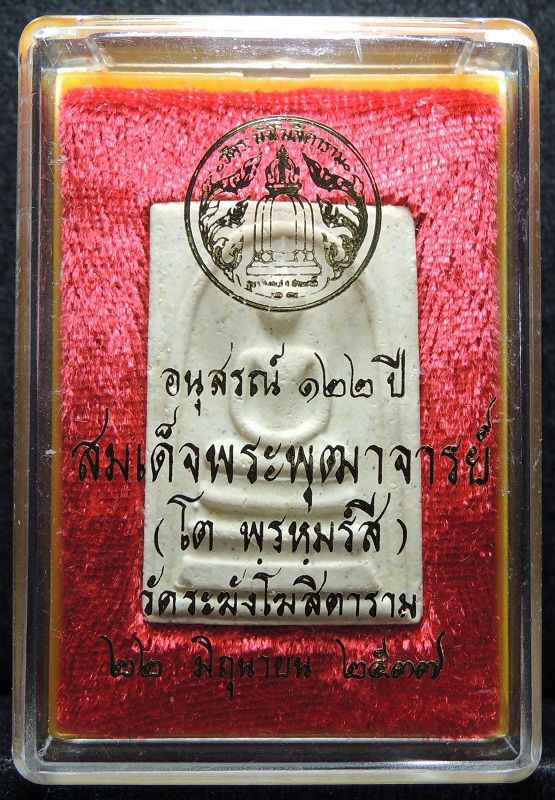 อนุสรณ์ ๑๒๒ ปี
สมเด็จพระพุฒาจารย์
( โต พฺรหฺมรํสี )
วัดระฆังโฆสิตาราม
๒๒ มิถุนายน ๒๕๓๗